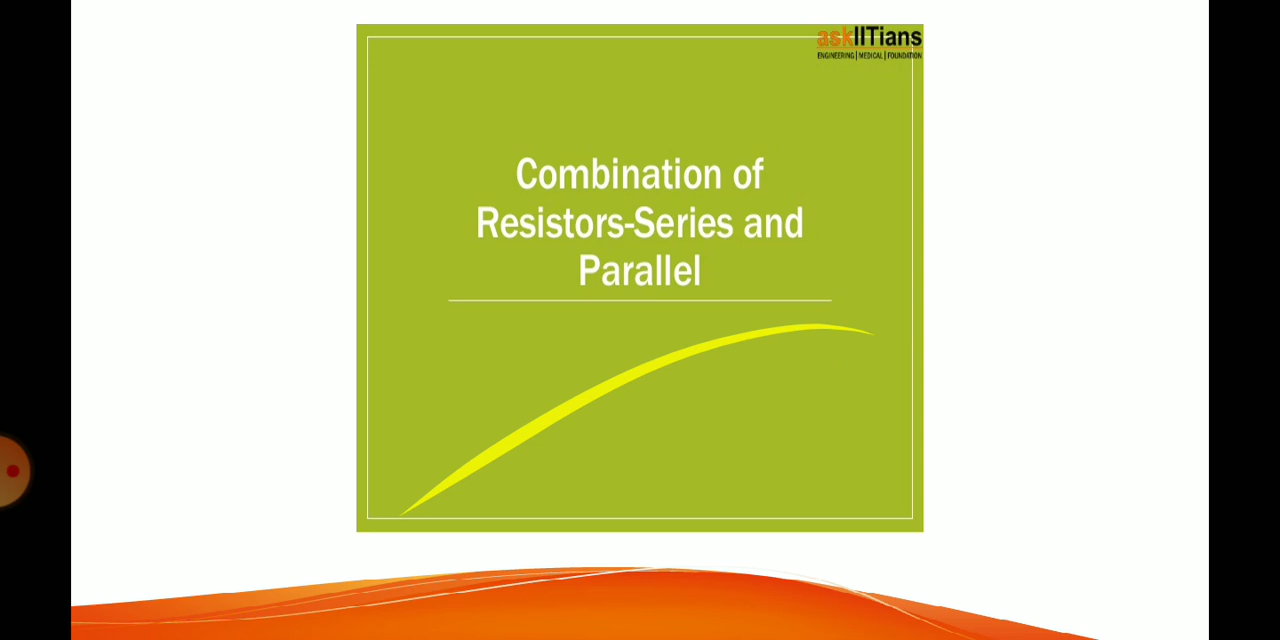 askIITians
ENGINEERING | MEDICAL | FOUNDATION
Combination of
Resistors-Series and
Parallel